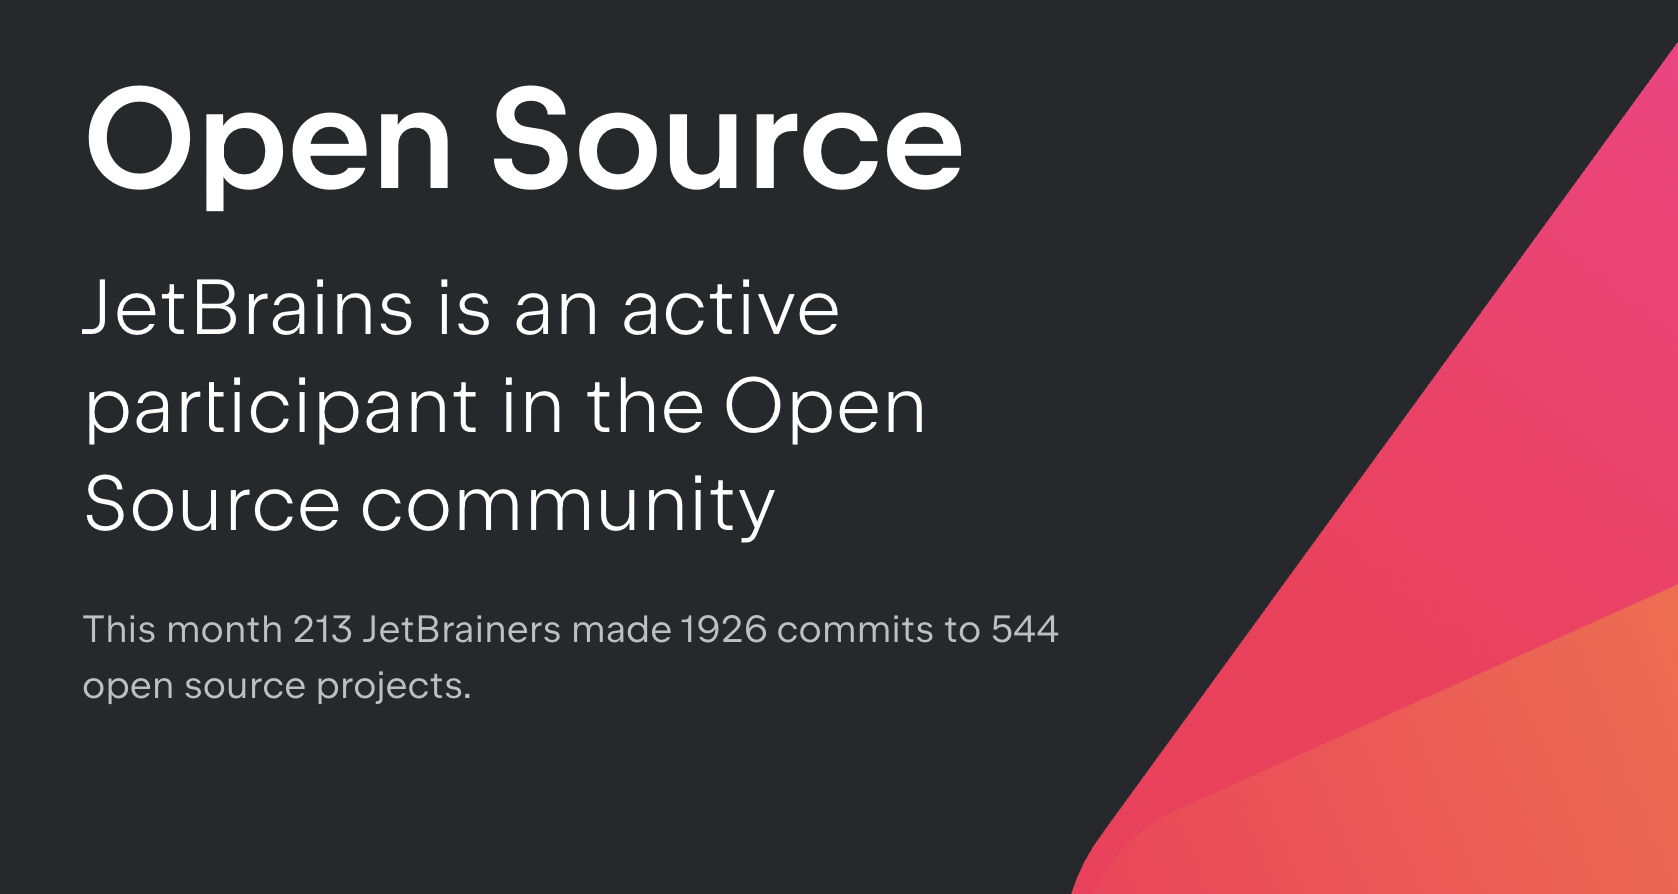 Open Source
JetBrains is an active
participant in the Open
Source community
This month 213 JetBrainers made 1926 commits to 544
open source projects.